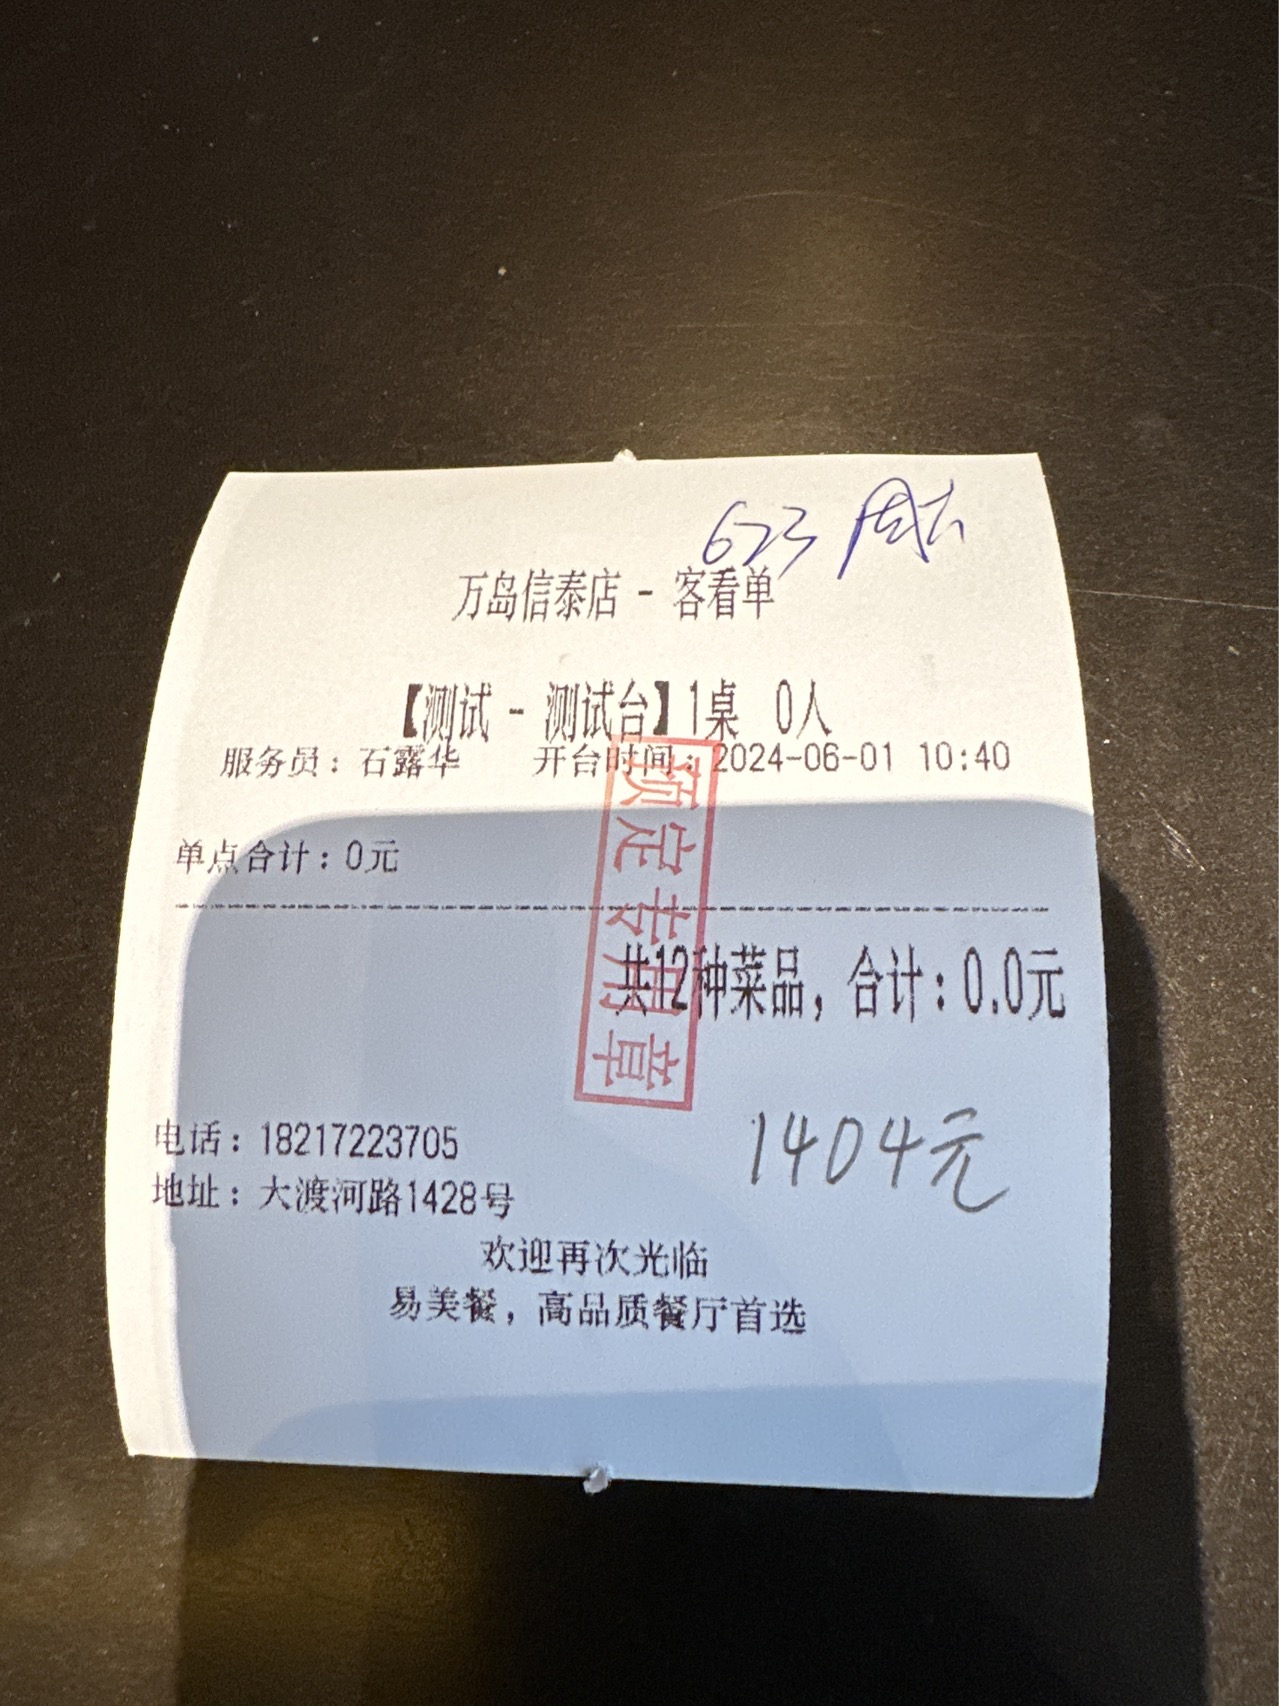 623
万岛信泰店 - 客看单
【测试 - 测试台】1桌 0人
服务员：石露华 开台时间：2024-06-01 10:40
单点合计：0元
共12种菜品，合计：0.0元
预定专用章
1404元
电话：18217223705
地址：大渡河路1428号
欢迎再次光临
易美餐，高品质餐厅首选